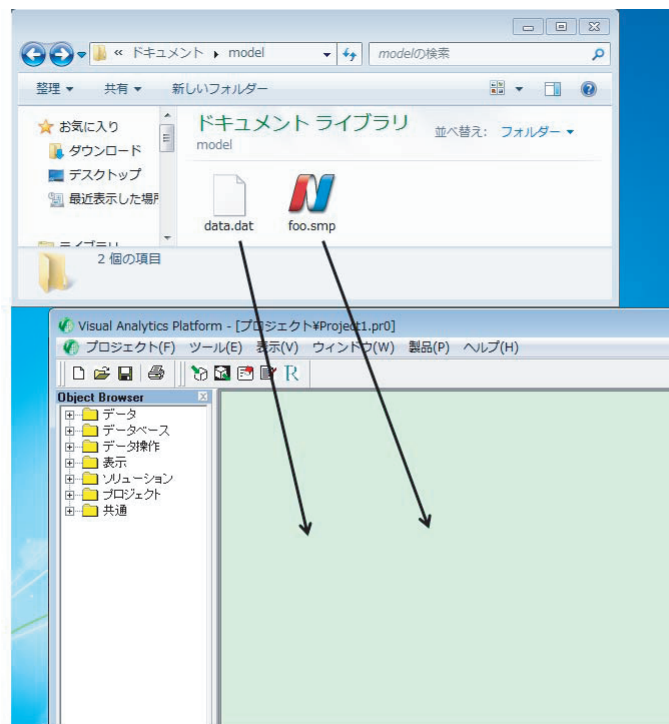 « ドキュメント ▸ model
modelの検索
整理 ▼ 共有 ▼ 新しいフォルダー
お気に入り
ダウンロード
デスクトップ
最近表示した場所
ドキュメント ライブラリ
model
並べ替え: フォルダー ▼
data.dat
foo.smp
2 個の項目
Visual Analytics Platform - [プロジェクト¥Project1.pr0]
プロジェクト(F) ツール(E) 表示(V) ウィンドウ(W) 製品(P) ヘルプ(H)
R
Object Browser
データ
データベース
データ操作
表示
ソリューション
プロジェクト
共通